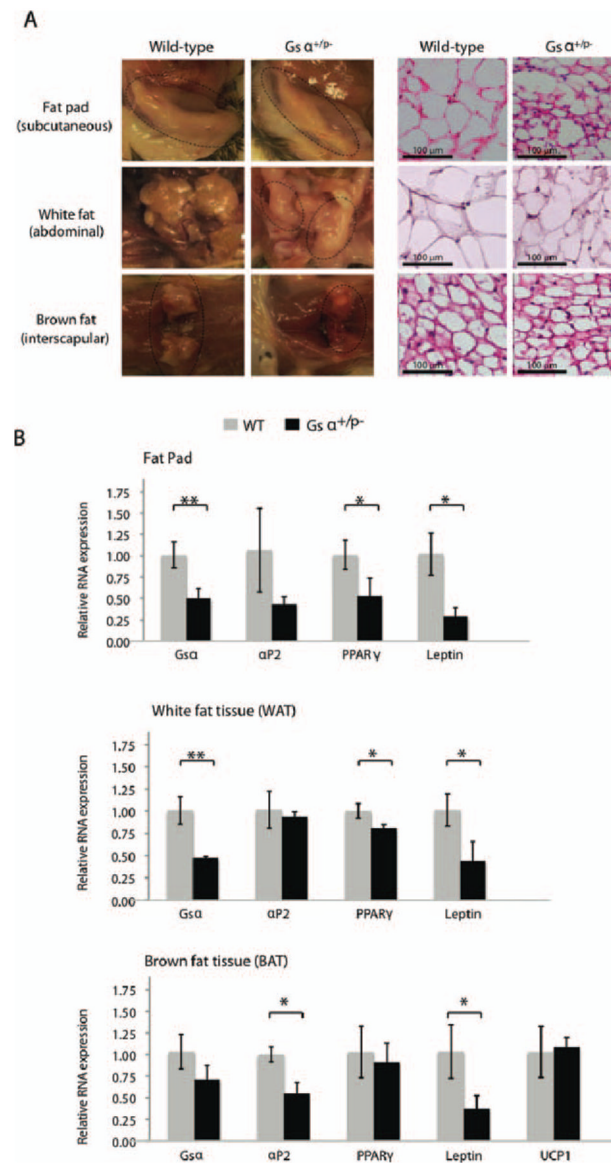 A
Wild-type Gs α+/p- Wild-type Gs α+/p-
Fat pad
(subcutaneous)
100 µm 100 µm
White fat
(abdominal)
100 µm 100 µm
Brown fat
(interscapular)
100 µm 100 µm
B
WT Gs α+/p-
Fat Pad
Relative RNA expression
1.75
1.50
1.25
1.00
0.75
0.50
0.25
0.00
** * *
Gsα αP2 PPARγ Leptin
White fat tissue (WAT)
Relative RNA expression
1.75
1.50
1.25
1.00
0.75
0.50
0.25
0.00
** * *
Gsα αP2 PPARγ Leptin
Brown fat tissue (BAT)
Relative RNA expression
1.75
1.50
1.25
1.00
0.75
0.50
0.25
0.00
* *
Gsα αP2 PPARγ Leptin UCP1